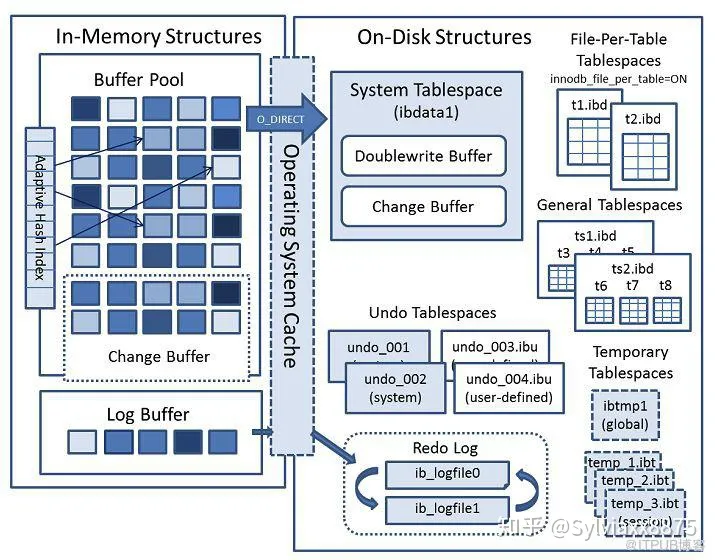 In-Memory Structures
Buffer Pool
Adaptive Hash Index
Change Buffer
Log Buffer
O_DIRECT
Operating System Cache
On-Disk Structures
System Tablespace
(ibdata1)
Doublewrite Buffer
Change Buffer
File-Per-Table
Tablespaces
innodb_file_per_table=ON
t1.ibd
t2.ibd
General Tablespaces
ts1.ibd
t3 t4 t5
ts2.ibd
t6 t7 t8
Undo Tablespaces
undo_001
undo_002
(system)
undo_003.ibu
undo_004.ibu
(user-defined)
Temporary
Tablespaces
ibtmp1
(global)
temp_1.ibt
temp_2.ibt
temp_3.ibt
(session)
Redo Log
ib_logfile0
ib_logfile1
知乎 @Sylviaxx8875
@ITPUB博客